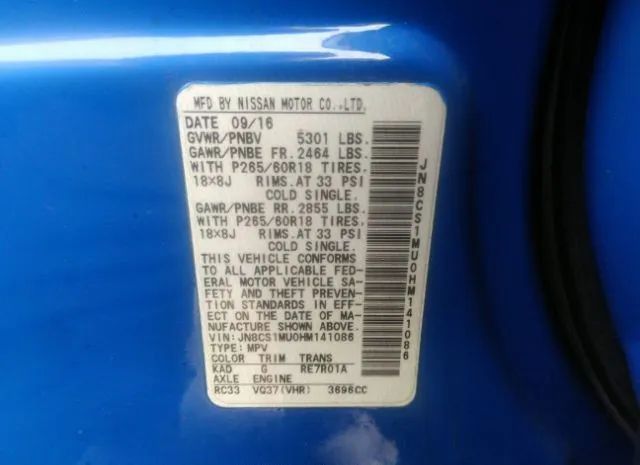 MFD BY NISSAN MOTOR CO.,LTD.
DATE 09/16
GVWR/PNBV 5301 LBS.
GAWR/PNBE FR.2464 LBS.
WITH P265/60R18 TIRES.
18×8J RIMS.AT 33 PSI
COLD SINGLE.
GAWR/PNBE RR.2855 LBS.
WITH P265/60R18 TIRES.
18×8J RIMS.AT 33 PSI
COLD SINGLE.
THIS VEHICLE CONFORMS
TO ALL APPLICABLE FED-
ERAL MOTOR VEHICLE SA-
FETY AND THEFT PREVEN-
TION STANDARDS IN EFF-
ECT ON THE DATE OF MA-
NUFACTURE SHOWN ABOVE.
VIN:JN8CS1MU0HM141086
TYPE:MPV
COLOR TRIM TRANS
KAD G RE7R01A
AXLE ENGINE
RC33 VQ37(VHR) 3696CC
JN8CS1MU0HM141086